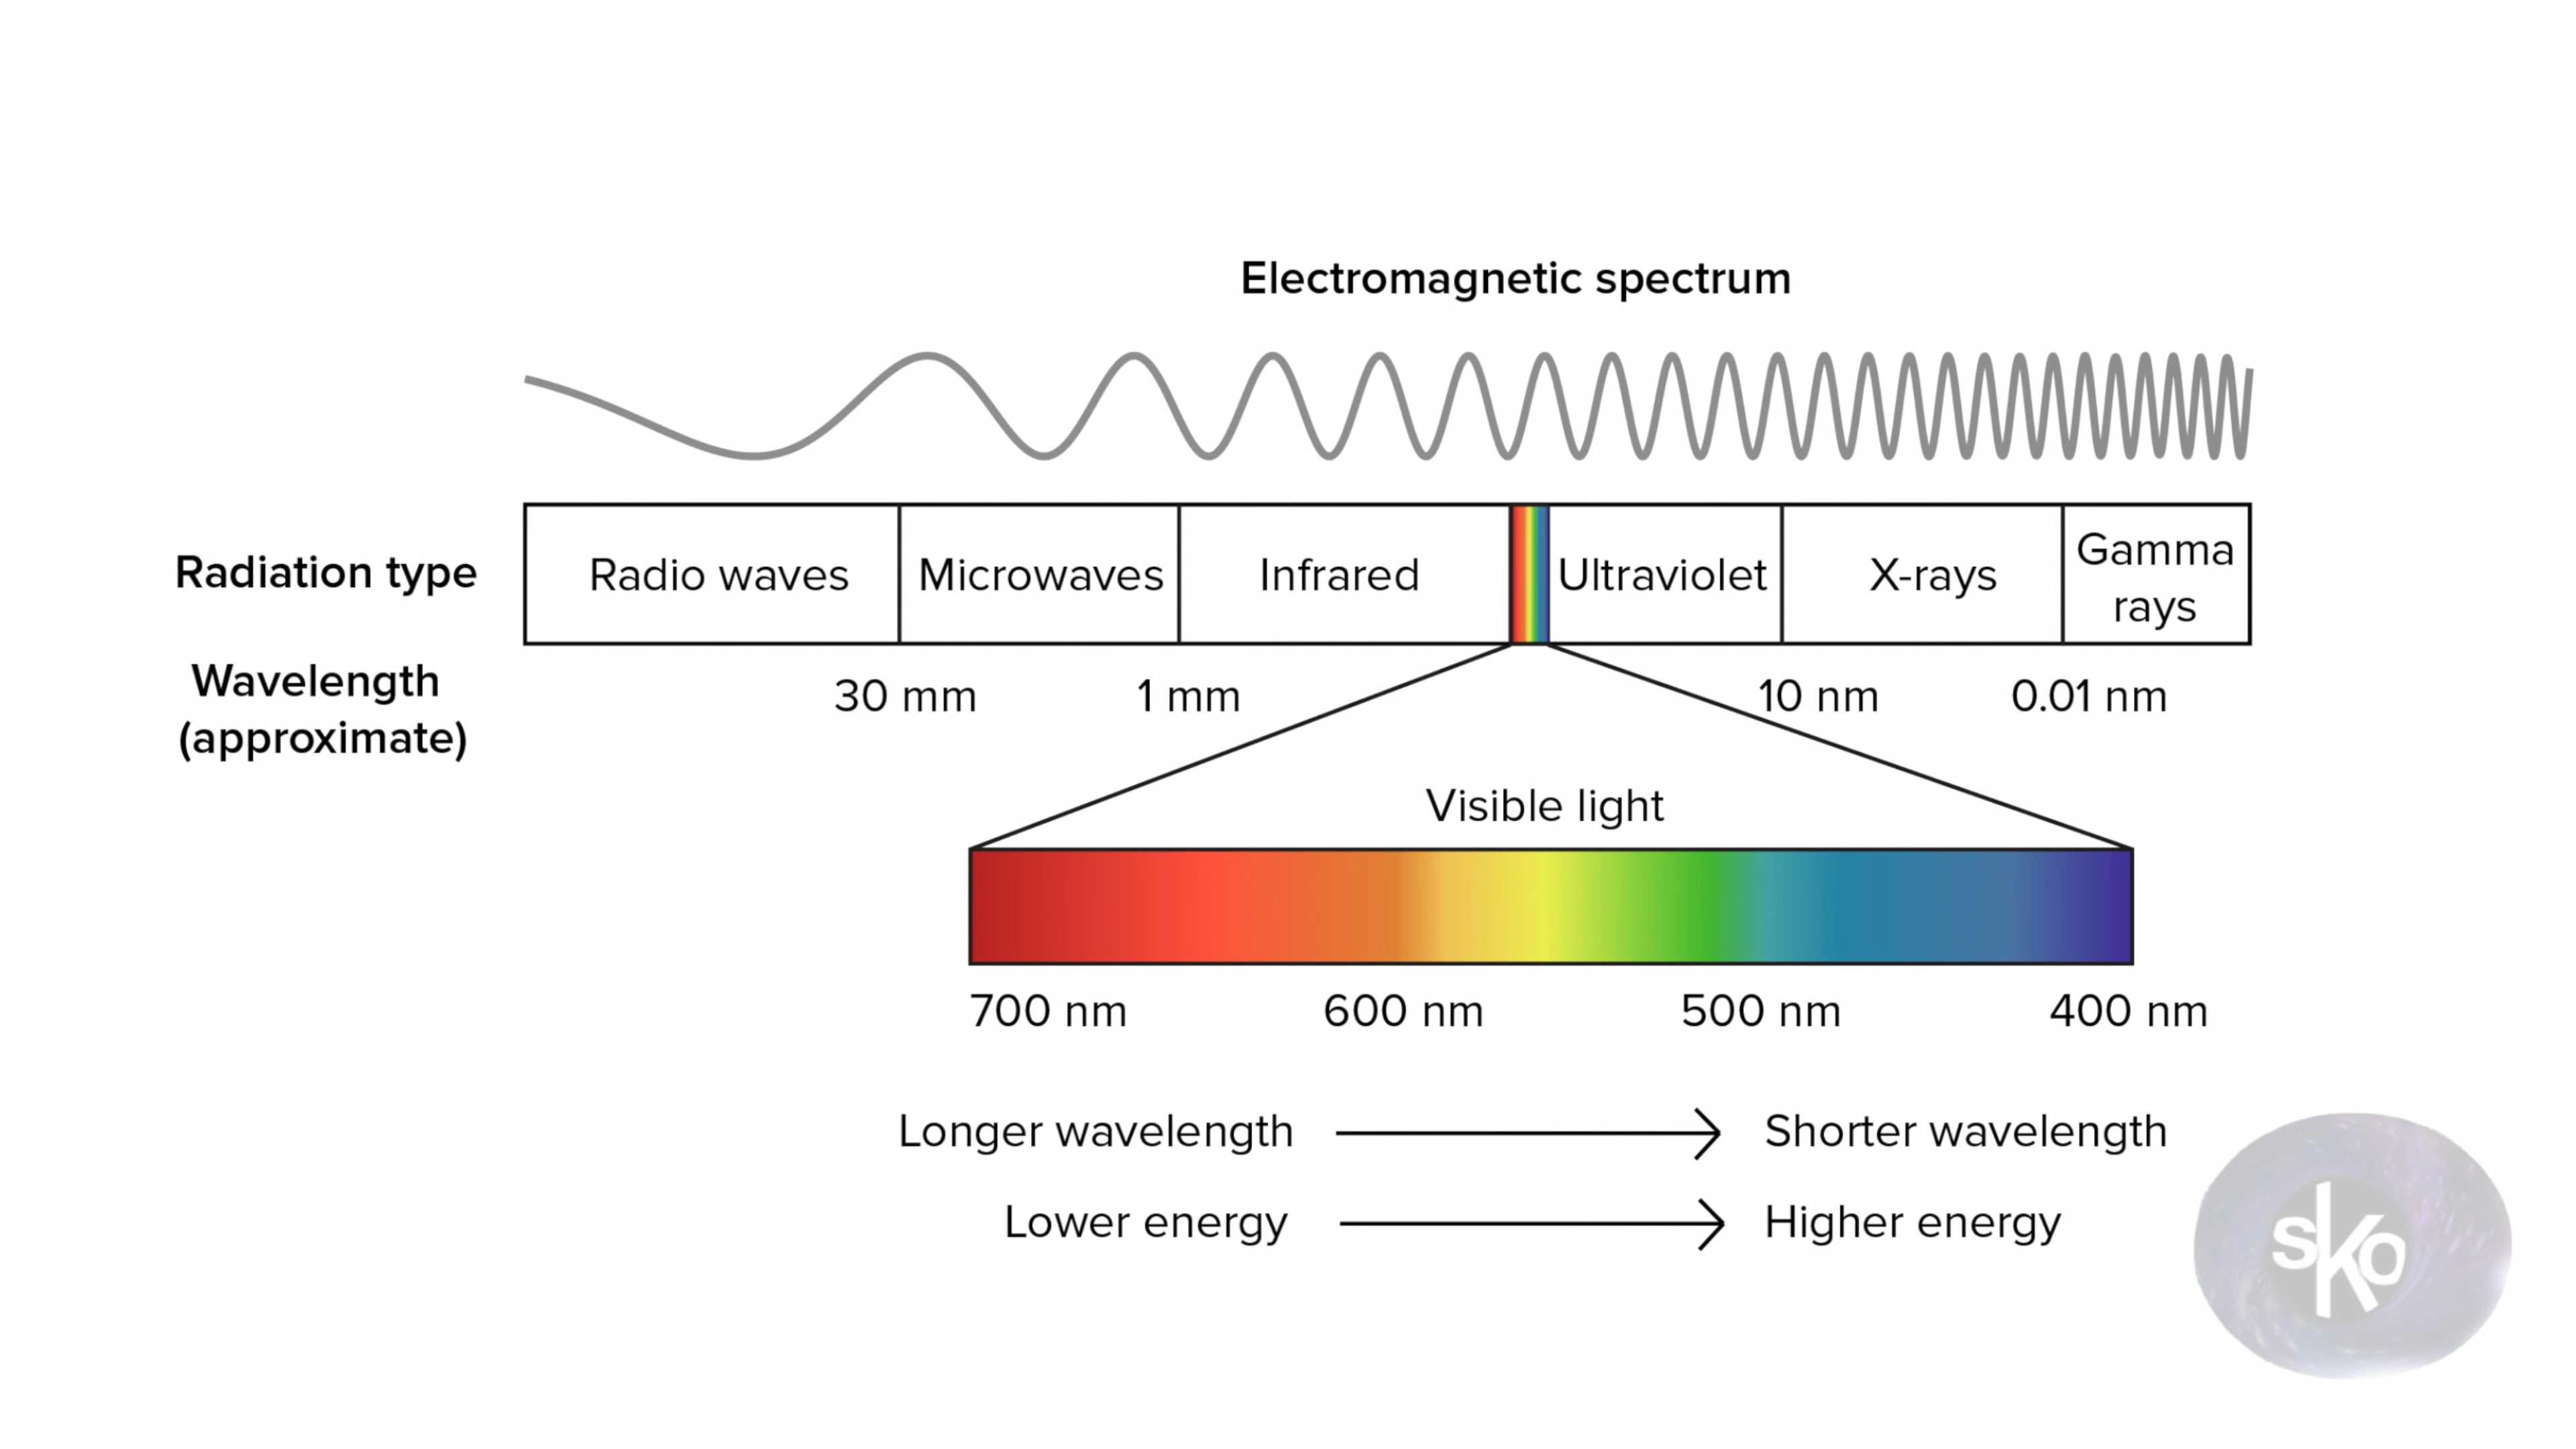 Electromagnetic spectrum
Radiation type
Radio waves
Microwaves
Infrared
Ultraviolet
X-rays
Gamma
rays
Wavelength
(approximate)
30 mm
1 mm
10 nm
0.01 nm
Visible light
700 nm
600 nm
500 nm
400 nm
Longer wavelength
Shorter wavelength
Lower energy
Higher energy
sKo